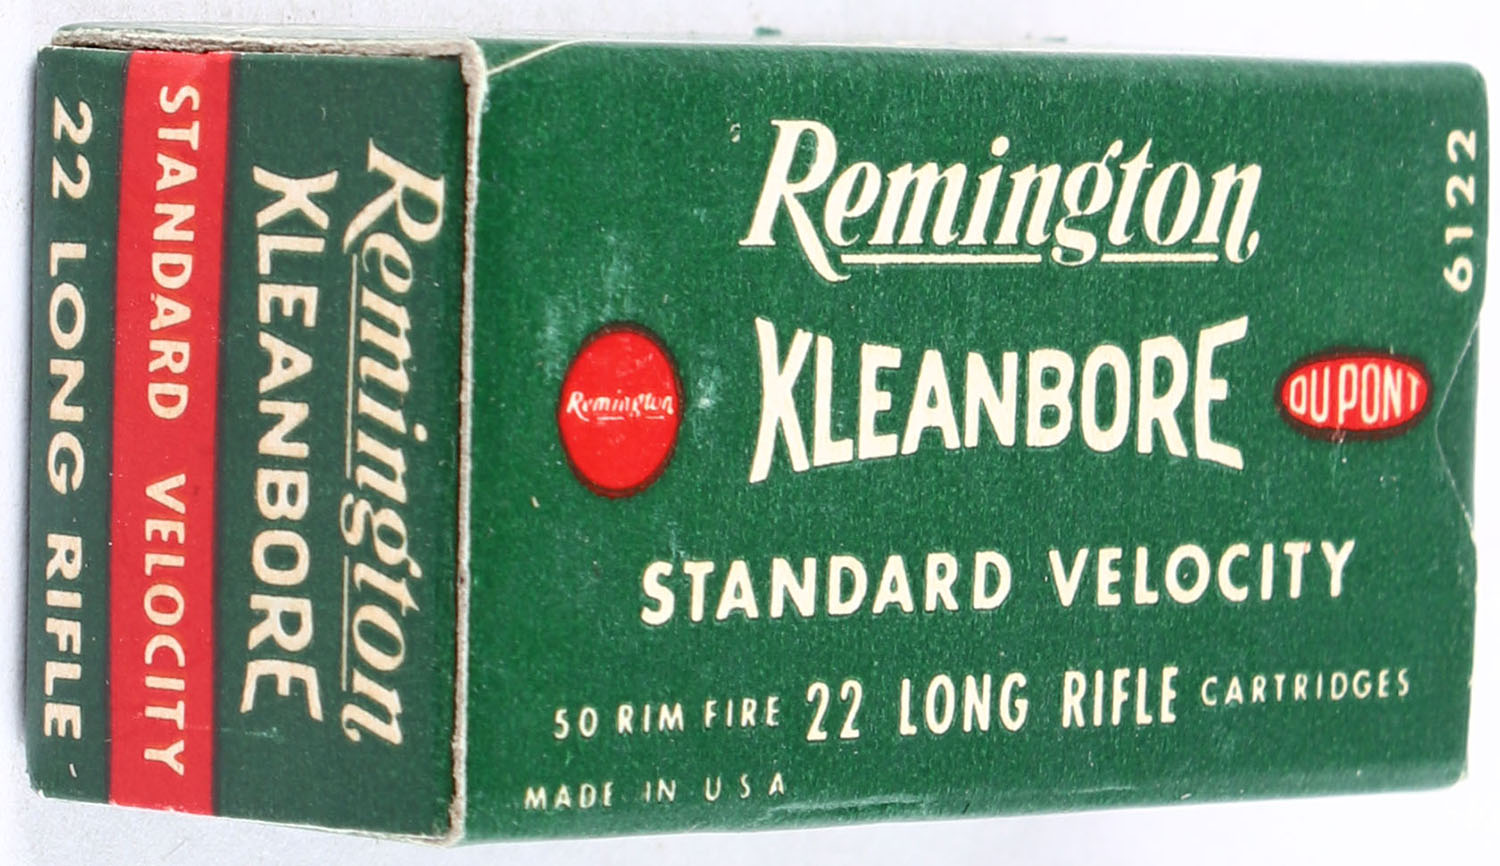 Remington
KLEANBORE
STANDARD VELOCITY
22 LONG RIFLE
Remington
6122
KLEANBORE
Remington
DU PONT
STANDARD VELOCITY
50 RIM FIRE 22 LONG RIFLE CARTRIDGES
MADE IN U S A